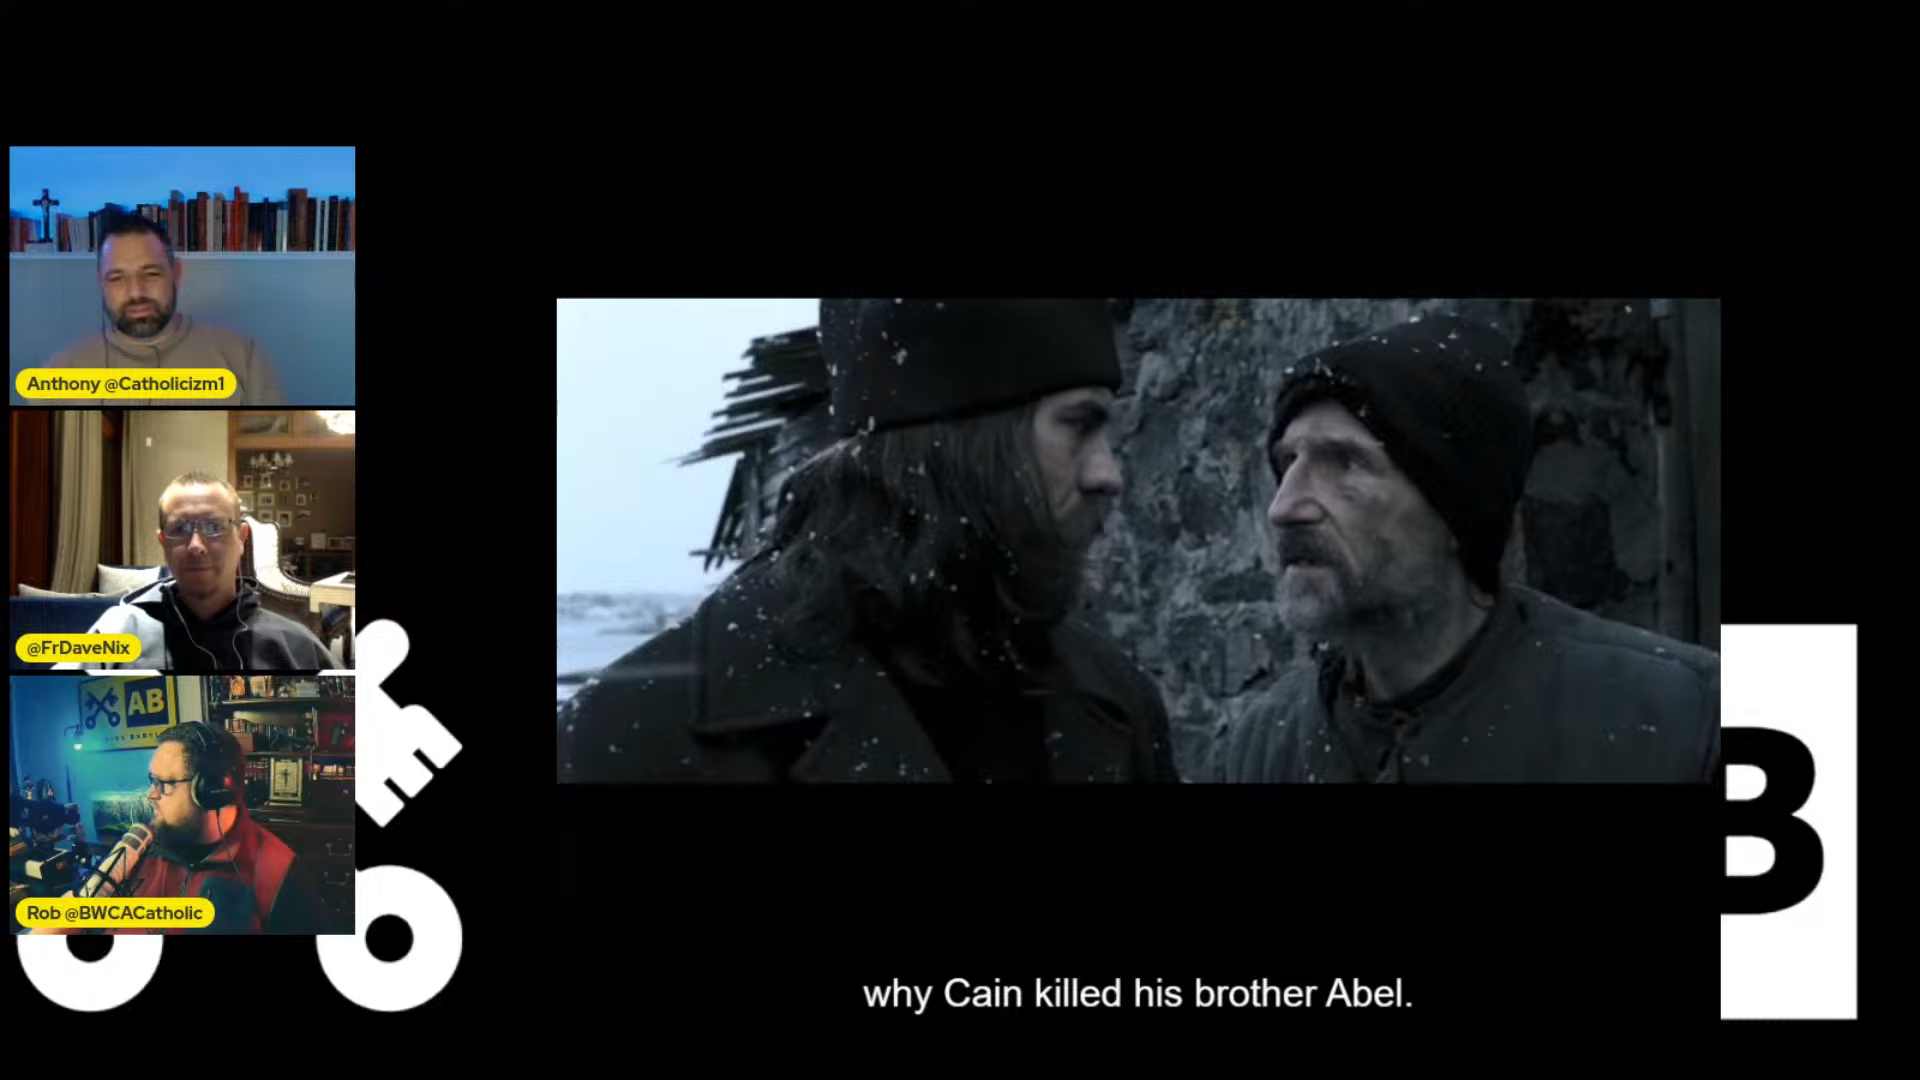 Anthony @Catholicizm1
@FrDaveNix
AB
Rob @BWCACatholic
B
why Cain killed his brother Abel.